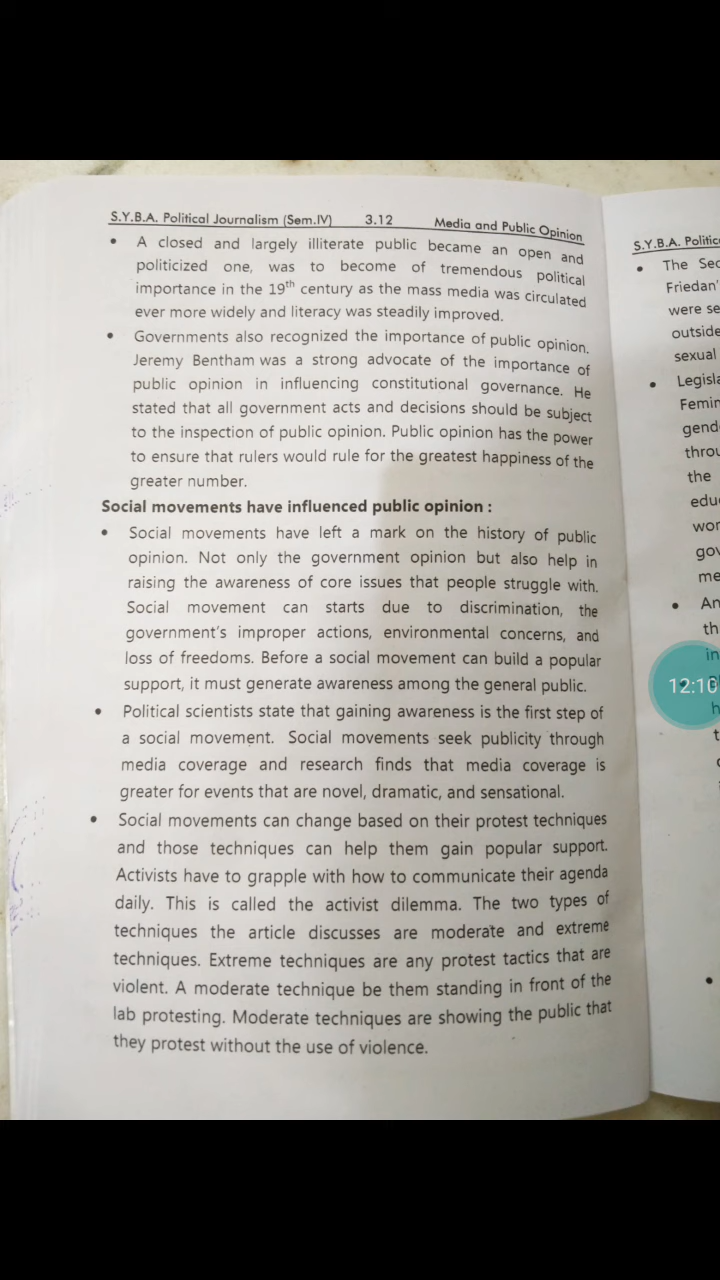 S.Y.B.A. Political Journalism (Sem.IV) 3.12 Media and Public Opinion
• A closed and largely illiterate public became an open and
politicized one, was to become of tremendous political
importance in the 19th century as the mass media was circulated
ever more widely and literacy was steadily improved.
• Governments also recognized the importance of public opinion.
Jeremy Bentham was a strong advocate of the importance of
public opinion in influencing constitutional governance. He
stated that all government acts and decisions should be subject
to the inspection of public opinion. Public opinion has the power
to ensure that rulers would rule for the greatest happiness of the
greater number.
Social movements have influenced public opinion :
• Social movements have left a mark on the history of public
opinion. Not only the government opinion but also help in
raising the awareness of core issues that people struggle with.
Social movement can starts due to discrimination, the
government's improper actions, environmental concerns, and
loss of freedoms. Before a social movement can build a popular
support, it must generate awareness among the general public.
• Political scientists state that gaining awareness is the first step of
a social movement. Social movements seek publicity through
media coverage and research finds that media coverage is
greater for events that are novel, dramatic, and sensational.
• Social movements can change based on their protest techniques
and those techniques can help them gain popular support.
Activists have to grapple with how to communicate their agenda
daily. This is called the activist dilemma. The two types of
techniques the article discusses are moderate and extreme
techniques. Extreme techniques are any protest tactics that are
violent. A moderate technique be them standing in front of the
lab protesting. Moderate techniques are showing the public that
they protest without the use of violence.
S.Y.B.A. Politic
• The Sec
Friedan'
were se
outside
sexual
• Legisla
Femin
gend
throu
the
edu
wor
gov
me
• An
th
in
12:10
h
t